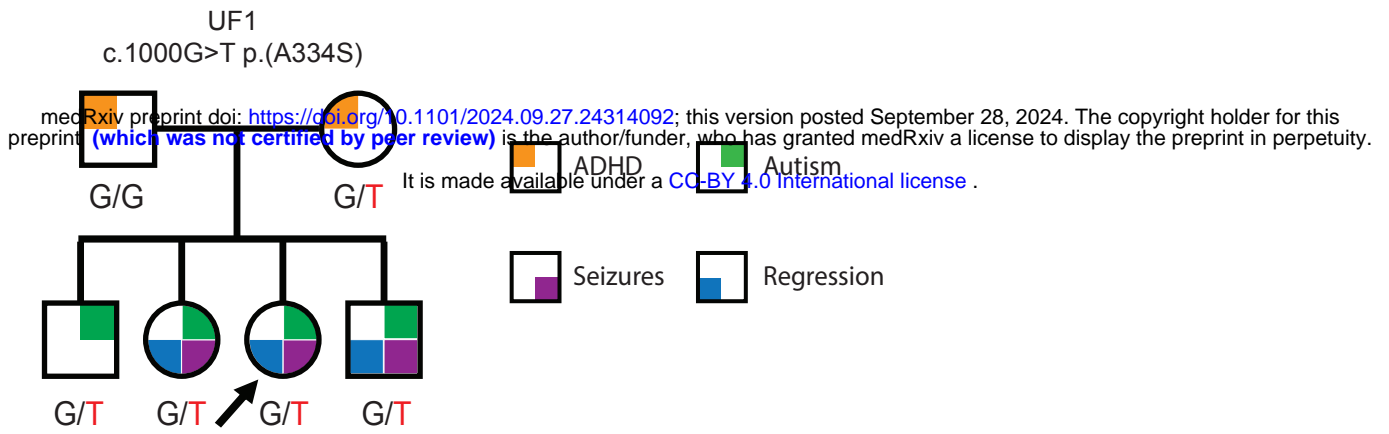 UF1
c.1000G>T p.(A334S)
medRxiv preprint doi: https://doi.org/10.1101/2024.09.27.24314092; this version posted September 28, 2024. The copyright holder for this
preprint (which was not certified by peer review) is the author/funder, who has granted medRxiv a license to display the preprint in perpetuity.
It is made available under a CC-BY 4.0 International license .
ADHD Autism
G/G G/T
Seizures Regression
G/T G/T G/T G/T